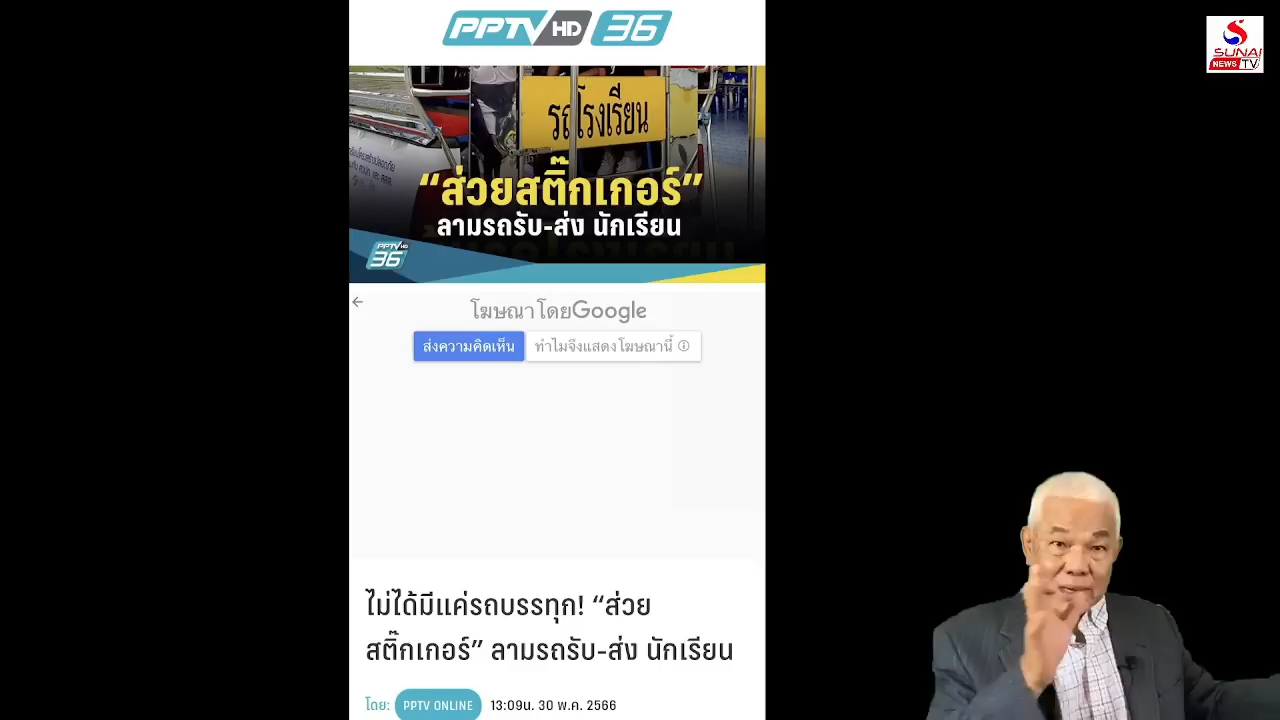 PPTV HD 36
SUNAI
NEWS TV
รถโรงเรียน
“ส่วยสติ๊กเกอร์”
ลามรถรับ-ส่ง นักเรียน
PPTV HD
36
โฆษณาโดยGoogle
ส่งความคิดเห็น
ทำไมจึงแสดงโฆษณานี้
ไม่ได้มีแค่รถบรรทุก! “ส่วย
สติ๊กเกอร์” ลามรถรับ-ส่ง นักเรียน
โดย: PPTV ONLINE 13:09น. 30 พ.ค. 2566